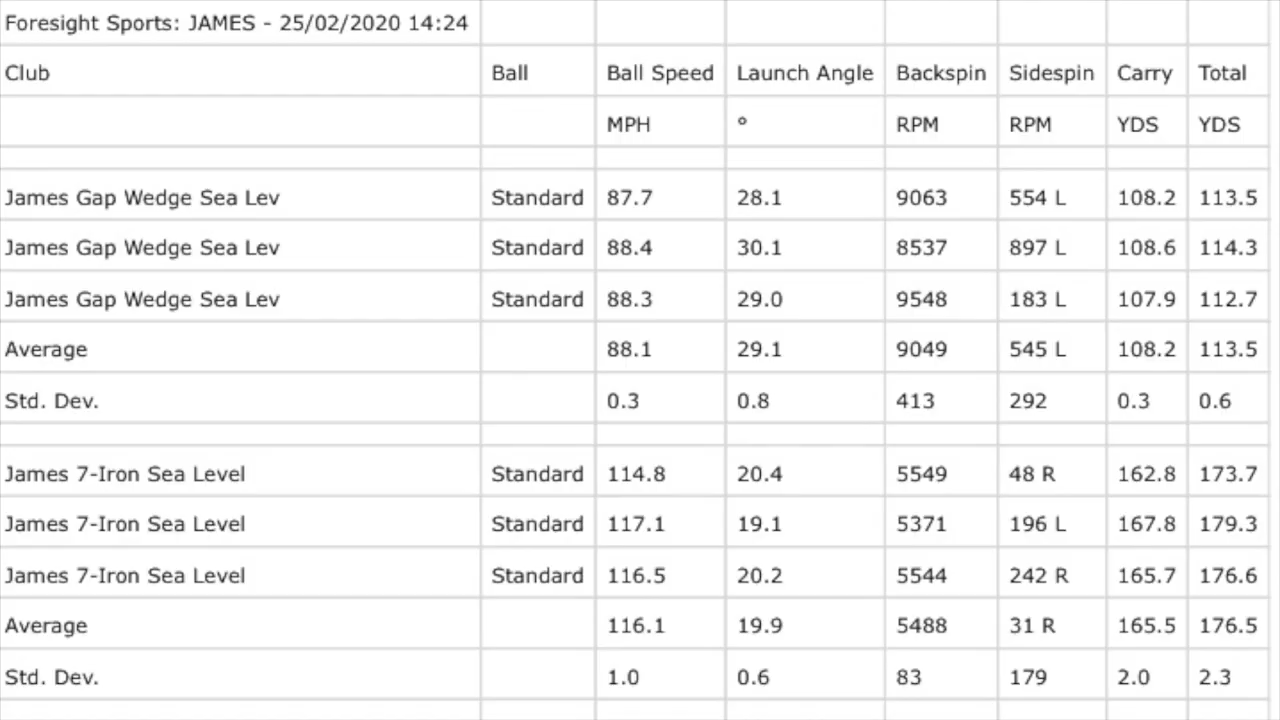 Foresight Sports: JAMES - 25/02/2020 14:24
Club Ball Ball Speed Launch Angle Backspin Sidespin Carry Total
MPH ° RPM RPM YDS YDS
James Gap Wedge Sea Lev Standard 87.7 28.1 9063 554 L 108.2 113.5
James Gap Wedge Sea Lev Standard 88.4 30.1 8537 897 L 108.6 114.3
James Gap Wedge Sea Lev Standard 88.3 29.0 9548 183 L 107.9 112.7
Average 88.1 29.1 9049 545 L 108.2 113.5
Std. Dev. 0.3 0.8 413 292 0.3 0.6
James 7-Iron Sea Level Standard 114.8 20.4 5549 48 R 162.8 173.7
James 7-Iron Sea Level Standard 117.1 19.1 5371 196 L 167.8 179.3
James 7-Iron Sea Level Standard 116.5 20.2 5544 242 R 165.7 176.6
Average 116.1 19.9 5488 31 R 165.5 176.5
Std. Dev. 1.0 0.6 83 179 2.0 2.3